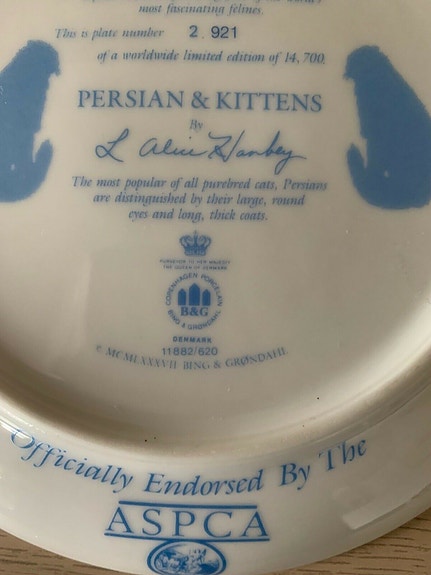 most fascinating felines.
This is plate number 2.921
of a worldwide limited edition of 14,700.
PERSIAN & KITTENS
By
L Alice Hanbey
The most popular of all purebred cats, Persians
are distinguished by their large, round
eyes and long, thick coats.
PURVEYOR TO HER MAJESTY
THE QUEEN OF DENMARK
COPENHAGEN PORCELAIN
B&G
BING & GRØNDAHL
DENMARK
11882/620
© MCMLXXXVII BING & GRØNDAHL
Officially Endorsed By The
ASPCA